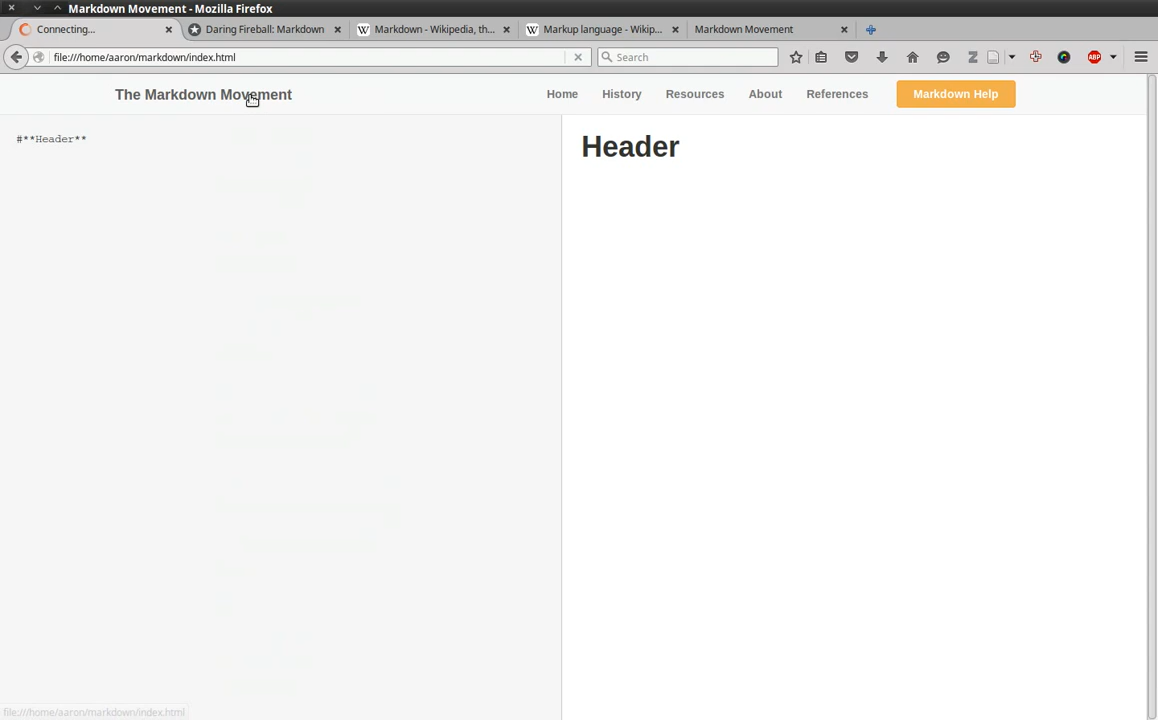 Markdown Movement - Mozilla Firefox
Connecting...
Daring Fireball: Markdown
Markdown - Wikipedia, th...
Markup language - Wikip...
Markdown Movement
file:///home/aaron/markdown/index.html
Search
ABP
The Markdown Movement
Home
History
Resources
About
References
Markdown Help
#**Header**
Header
file:///home/aaron/markdown/index.html